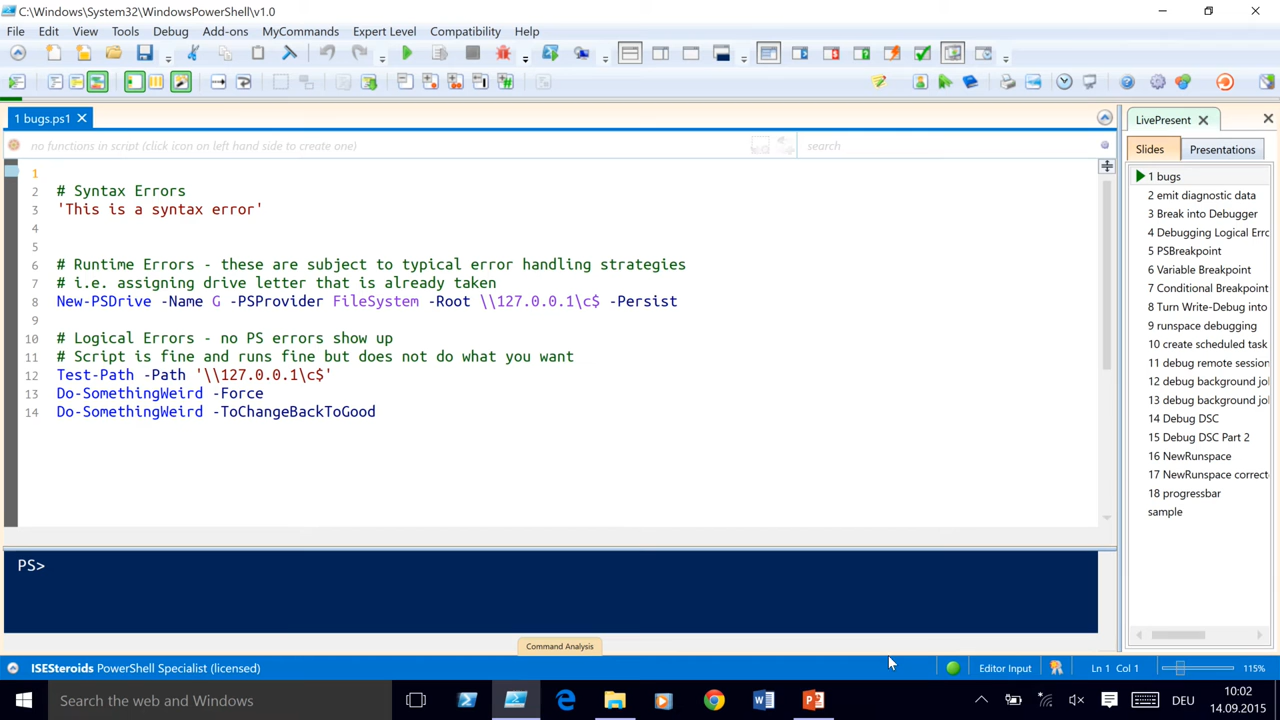 C:\Windows\System32\WindowsPowerShell\v1.0
File Edit View Tools Debug Add-ons MyCommands Expert Level Compatibility Help
1 bugs.ps1
LivePresent
no functions in script (click icon on left hand side to create one)
search
Slides Presentations
1
2 # Syntax Errors
3 'This is a syntax error'
4
5
6 # Runtime Errors - these are subject to typical error handling strategies
7 # i.e. assigning drive letter that is already taken
8 New-PSDrive -Name G -PSProvider FileSystem -Root \\127.0.0.1\c$ -Persist
9
10 # Logical Errors - no PS errors show up
11 # Script is fine and runs fine but does not do what you want
12 Test-Path -Path '\\127.0.0.1\c$'
13 Do-SomethingWeird -Force
14 Do-SomethingWeird -ToChangeBackToGood
1 bugs
2 emit diagnostic data
3 Break into Debugger
4 Debugging Logical Errc
5 PSBreakpoint
6 Variable Breakpoint
7 Conditional Breakpoint
8 Turn Write-Debug into
9 runspace debugging
10 create scheduled task
11 debug remote session
12 debug background jo
13 debug background jo
14 Debug DSC
15 Debug DSC Part 2
16 NewRunspace
17 NewRunspace correct
18 progressbar
sample
PS>
Command Analysis
ISESteroids PowerShell Specialist (licensed)
Editor Input
Ln 1 Col 1
115%
Search the web and Windows
DEU
10:02
14.09.2015